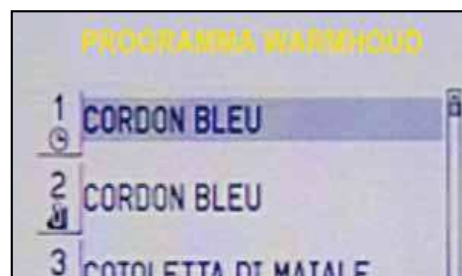 PROGRAMMA WARMHOUD
1 CORDON BLEU
2 CORDON BLEU
3 COTOLETTA DI MAIALE